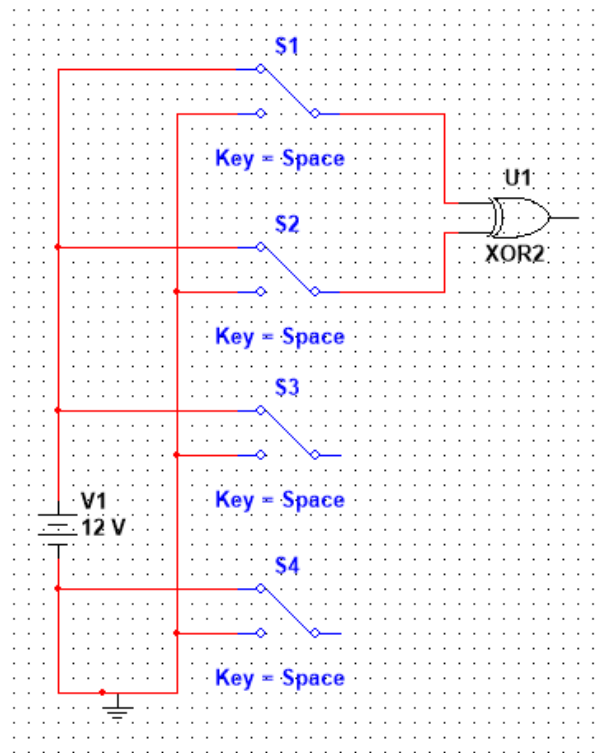 S1
Key = Space
U1
S2
XOR2
Key = Space
S3
Key = Space
V1
12 V
S4
Key = Space